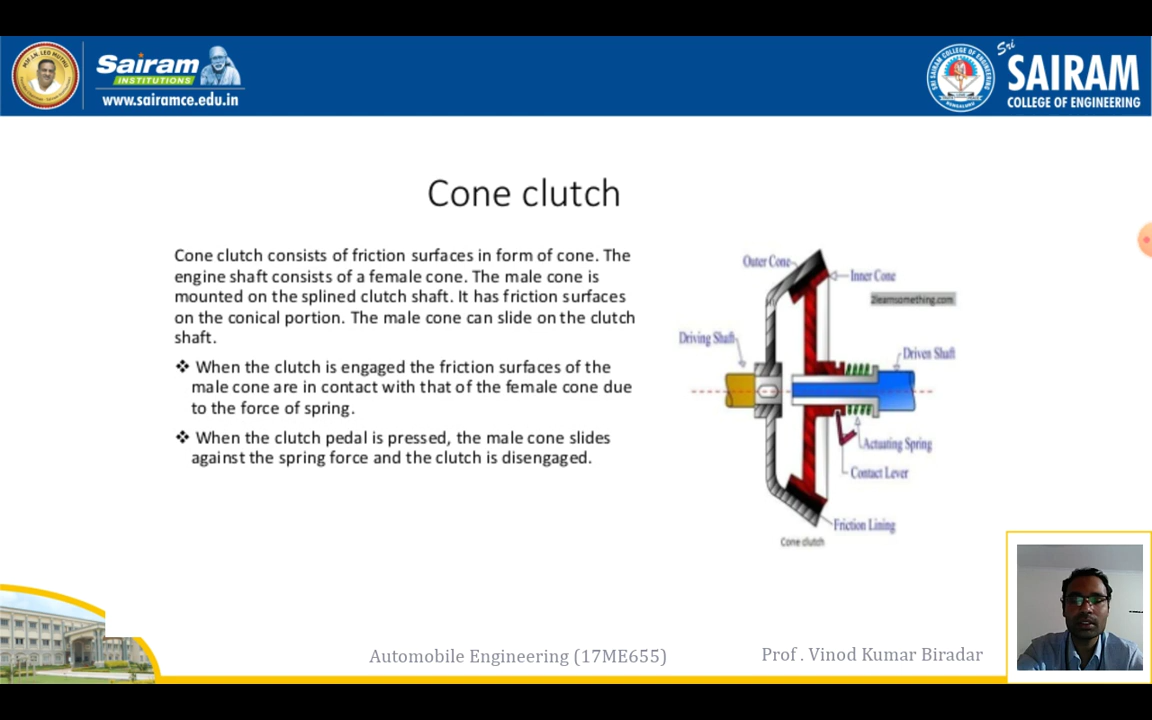 Sairam
INSTITUTIONS
www.sairamce.edu.in
Sri
SAIRAM
COLLEGE OF ENGINEERING
Cone clutch
Cone clutch consists of friction surfaces in form of cone. The
engine shaft consists of a female cone. The male cone is
mounted on the splined clutch shaft. It has friction surfaces
on the conical portion. The male cone can slide on the clutch
shaft.
❖ When the clutch is engaged the friction surfaces of the
male cone are in contact with that of the female cone due
to the force of spring.
❖ When the clutch pedal is pressed, the male cone slides
against the spring force and the clutch is disengaged.
Outer Cone
Inner Cone
2learnsomething.com
Driving Shaft
Driven Shaft
Actuating Spring
Contact Lever
Friction Lining
Cone clutch
Automobile Engineering (17ME655)
Prof . Vinod Kumar Biradar